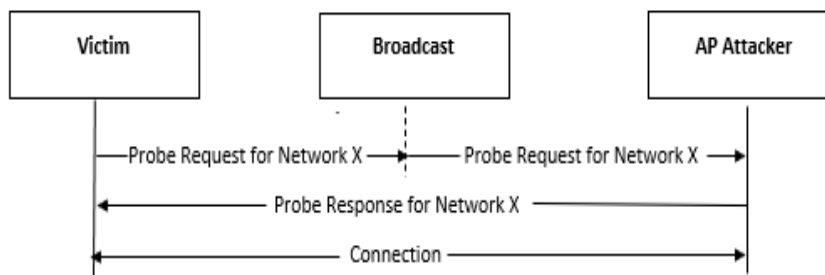 Victim
Broadcast
AP Attacker
Probe Request for Network X
Probe Request for Network X
Probe Response for Network X
Connection